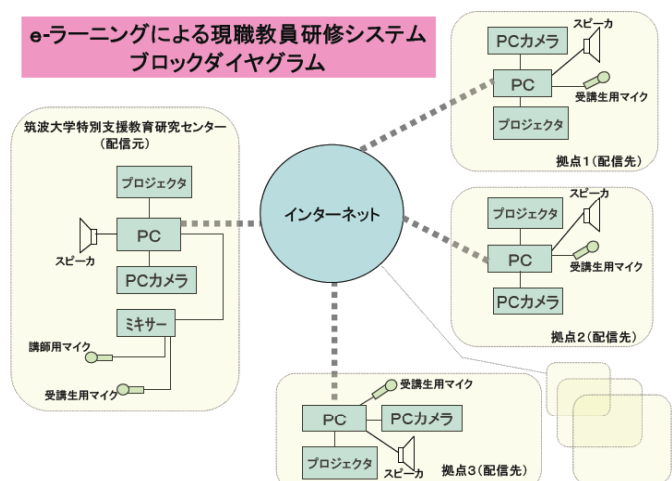 e-ラーニングによる現職教員研修システム
ブロックダイヤグラム
筑波大学特別支援教育研究センター
(配信元)
プロジェクタ
PC
スピーカ
PCカメラ
ミキサー
講師用マイク
受講生用マイク
インターネット
スピーカ
PCカメラ
PC
受講生用マイク
プロジェクタ
拠点1(配信先)
スピーカ
プロジェクタ
PC
受講生用マイク
PCカメラ
拠点2(配信先)
受講生用マイク
PC
PCカメラ
プロジェクタ
スピーカ
拠点3(配信先)